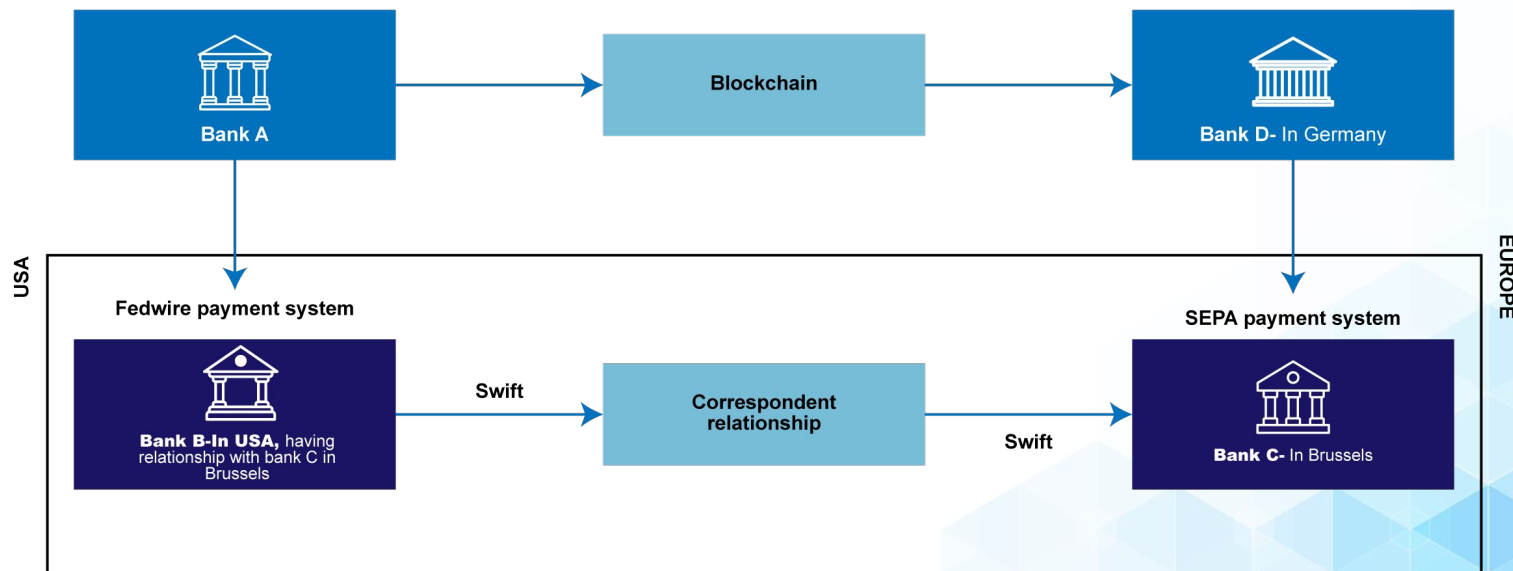 Bank A
Blockchain
Bank D- In Germany
USA
EUROPE
Fedwire payment system
SEPA payment system
Bank B-In USA, having
relationship with bank C in
Brussels
Swift
Correspondent
relationship
Swift
Bank C- In Brussels